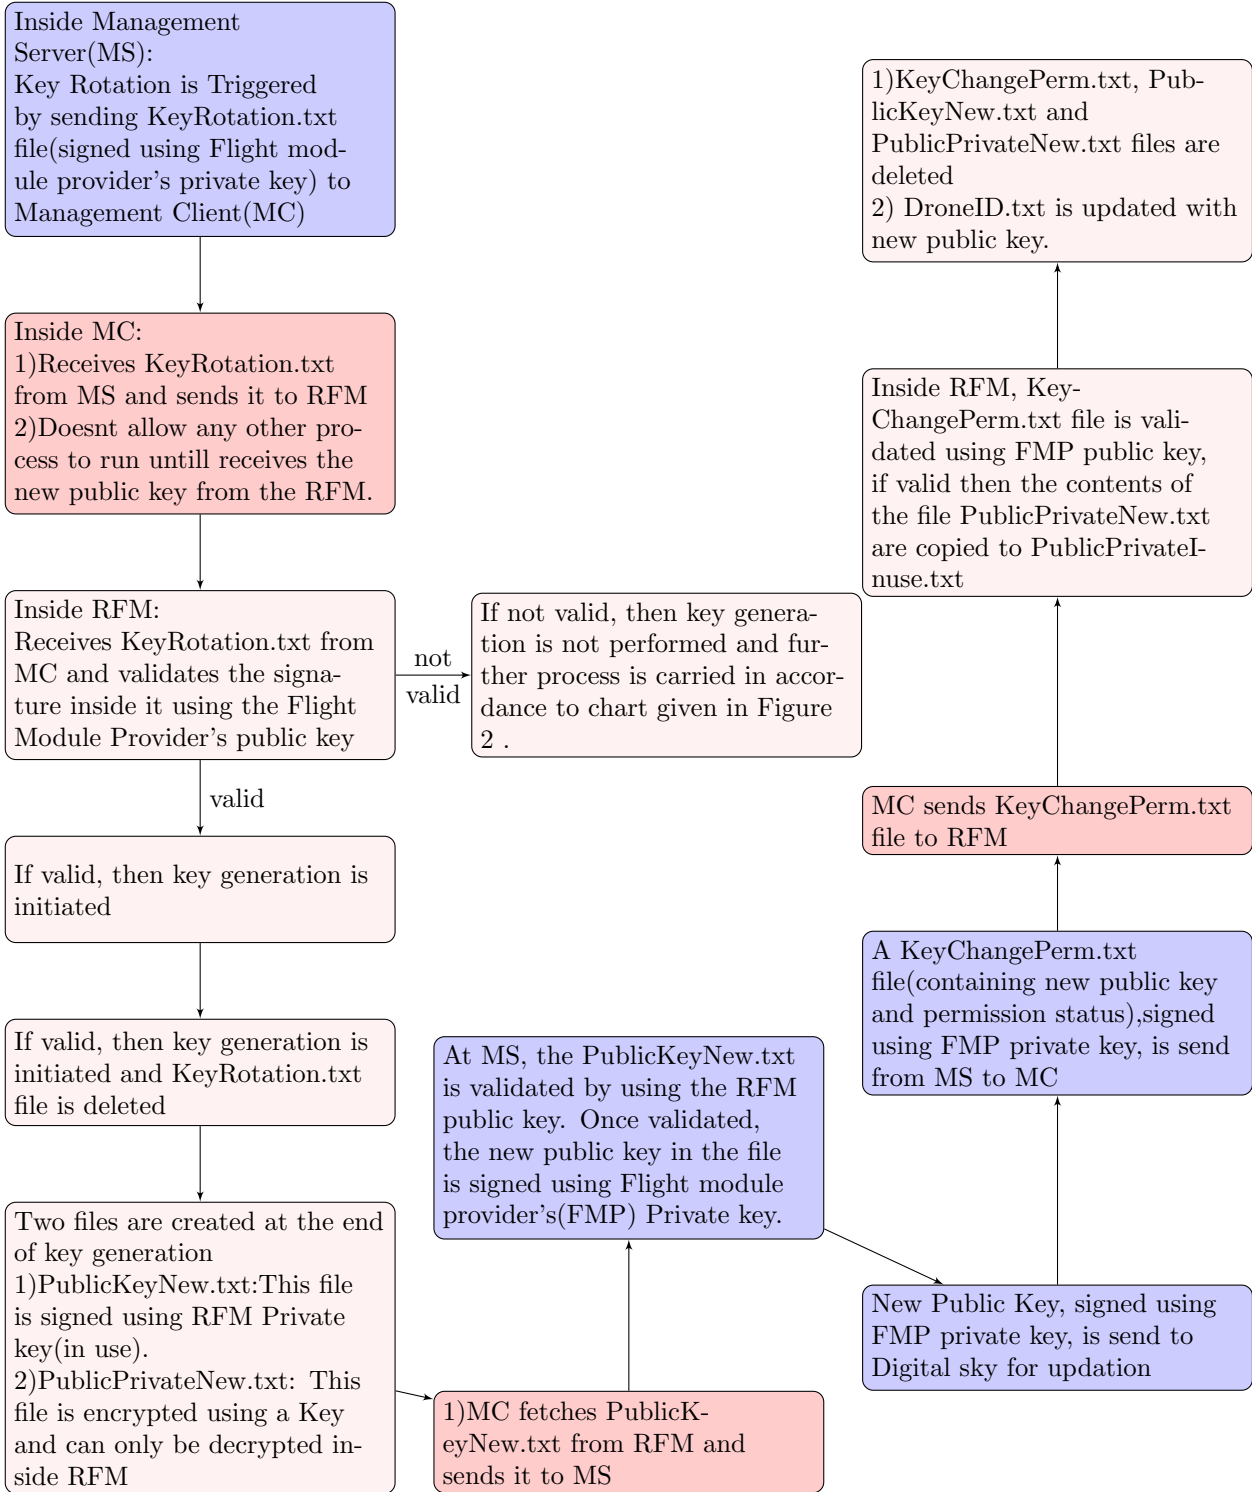 Inside Management
Server(MS):
Key Rotation is Triggered
by sending KeyRotation.txt
file(signed using Flight mod-
ule provider's private key) to
Management Client(MC)
Inside MC:
1)Receives KeyRotation.txt
from MS and sends it to RFM
2)Doesnt allow any other pro-
cess to run untill receives the
new public key from the RFM.
Inside RFM:
Receives KeyRotation.txt from
MC and validates the signa-
ture inside it using the Flight
Module Provider's public key
not
valid
If not valid, then key genera-
tion is not performed and fur-
ther process is carried in accor-
dance to chart given in Figure
2 .
valid
If valid, then key generation is
initiated
If valid, then key generation is
initiated and KeyRotation.txt
file is deleted
Two files are created at the end
of key generation
1)PublicKeyNew.txt:This file
is signed using RFM Private
key(in use).
2)PublicPrivateNew.txt: This
file is encrypted using a Key
and can only be decrypted in-
side RFM
1)MC fetches PublicK-
eyNew.txt from RFM and
sends it to MS
At MS, the PublicKeyNew.txt
is validated by using the RFM
public key. Once validated,
the new public key in the file
is signed using Flight module
provider's(FMP) Private key.
New Public Key, signed using
FMP private key, is send to
Digital sky for updation
A KeyChangePerm.txt
file(containing new public key
and permission status),signed
using FMP private key, is send
from MS to MC
MC sends KeyChangePerm.txt
file to RFM
Inside RFM, Key-
ChangePerm.txt file is vali-
dated using FMP public key,
if valid then the contents of
the file PublicPrivateNew.txt
are copied to PublicPrivateI-
nuse.txt
1)KeyChangePerm.txt, Pub-
licKeyNew.txt and
PublicPrivateNew.txt files are
deleted
2) DroneID.txt is updated with
new public key.